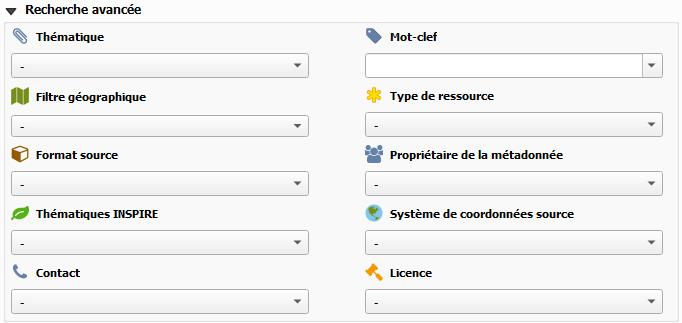 Recherche avancée
Thématique
Mot-clef
-
Filtre géographique
Type de ressource
-
-
Format source
Propriétaire de la métadonnée
-
-
Thématiques INSPIRE
Système de coordonnées source
-
-
Contact
Licence
-
-